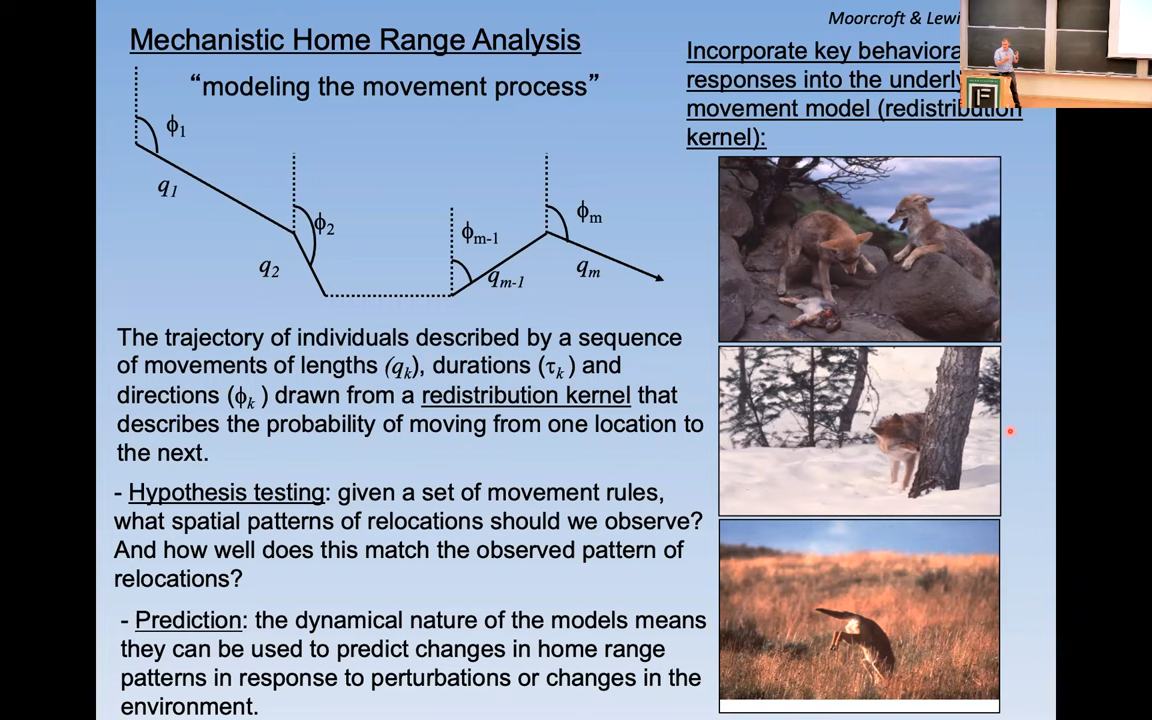 Mechanistic Home Range Analysis
“modeling the movement process”
ϕ1
q1
ϕ2
q2
ϕm-1
qm-1
ϕm
qm
The trajectory of individuals described by a sequence
of movements of lengths (qk), durations (τk) and
directions (ϕk) drawn from a redistribution kernel that
describes the probability of moving from one location to
the next.
- Hypothesis testing: given a set of movement rules,
what spatial patterns of relocations should we observe?
And how well does this match the observed pattern of
relocations?
- Prediction: the dynamical nature of the models means
they can be used to predict changes in home range
patterns in response to perturbations or changes in the
environment.
Moorcroft &
Incorporate key
responses into the
movement model (redistribution
kernel):